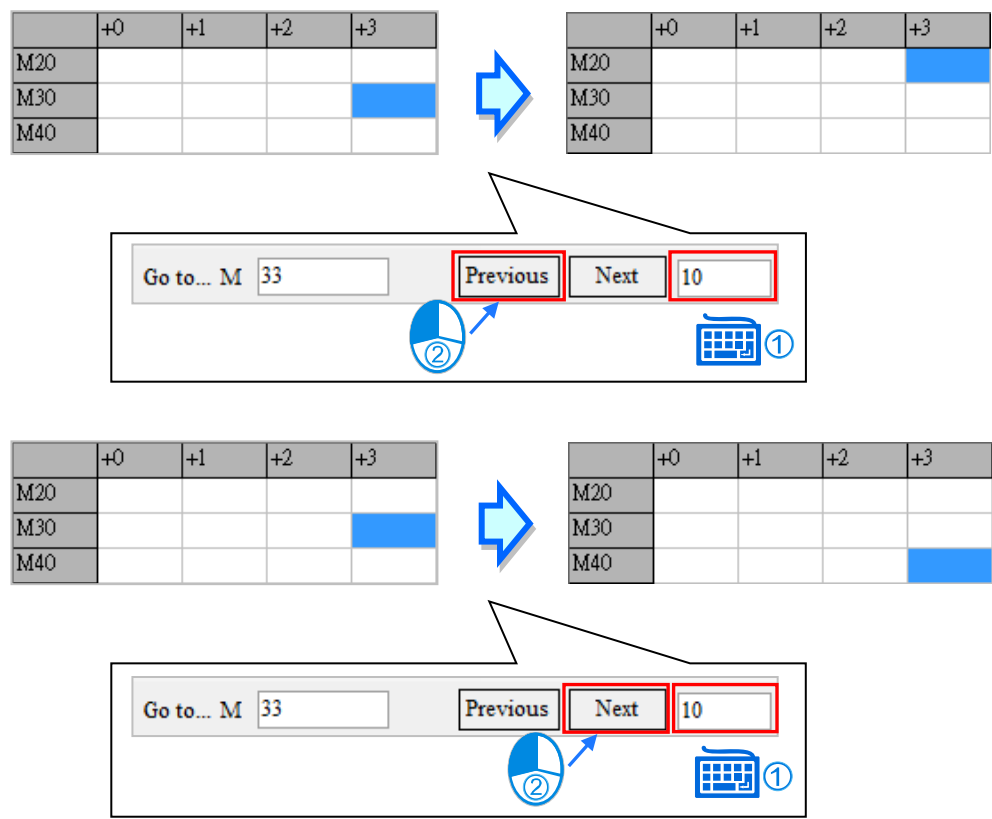 +0 +1 +2 +3 +0 +1 +2 +3
M20 M20
M30 M30
M40 M40
Go to... M 33 Previous Next 10
② ①
+0 +1 +2 +3 +0 +1 +2 +3
M20 M20
M30 M30
M40 M40
Go to... M 33 Previous Next 10
② ①